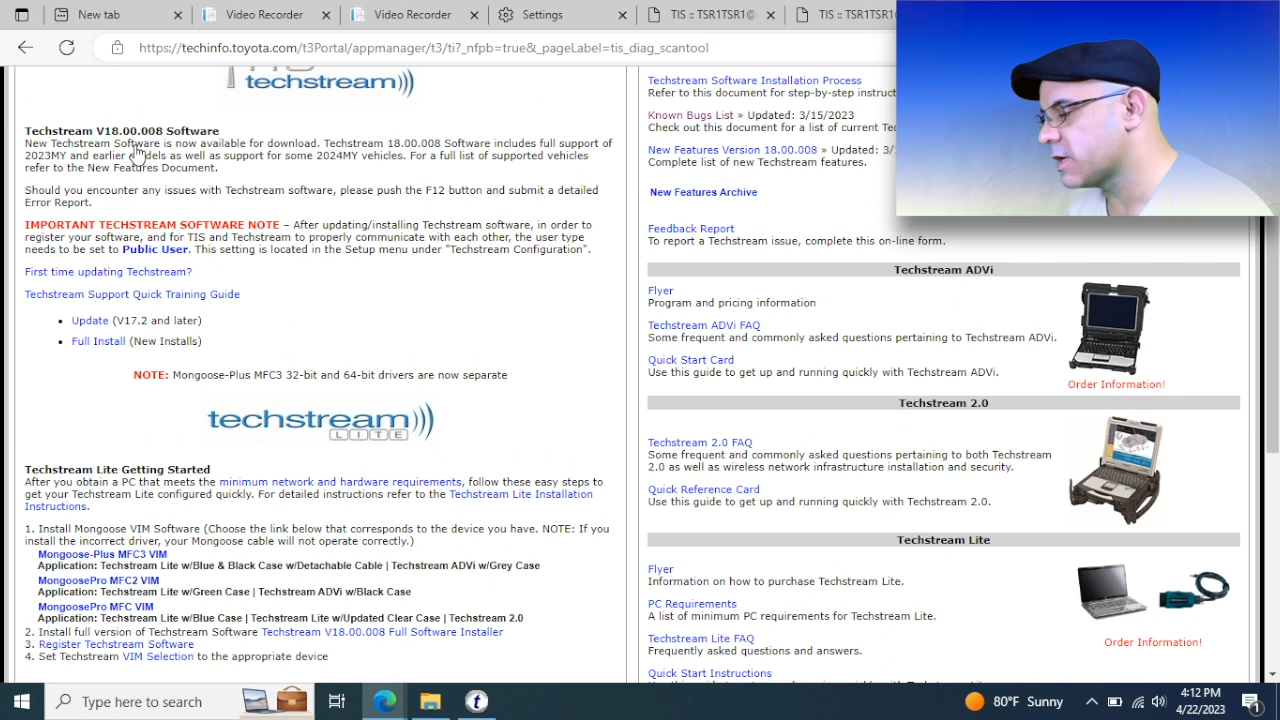 New tab
Video Recorder
Video Recorder
Settings
TIS :: TSR1TSR1@
TIS :: TSR1TSR1
https://techinfo.toyota.com/t3Portal/appmanager/t3/ti?_nfpb=true&_pageLabel=tis_diag_scantool
techstream
Techstream V18.00.008 Software
New Techstream Software is now available for download. Techstream 18.00.008 Software includes full support of
2023MY and earlier models as well as support for some 2024MY vehicles. For a full list of supported vehicles
refer to the New Features Document.
Should you encounter any issues with Techstream software, please push the F12 button and submit a detailed
Error Report.
IMPORTANT TECHSTREAM SOFTWARE NOTE – After updating/installing Techstream software, in order to
register your software, and for TIS and Techstream to properly communicate with each other, the user type
needs to be set to Public User. This setting is located in the Setup menu under "Techstream Configuration".
First time updating Techstream?
Techstream Support Quick Training Guide
• Update (V17.2 and later)
• Full Install (New Installs)
NOTE: Mongoose-Plus MFC3 32-bit and 64-bit drivers are now separate
techstream
LITE
Techstream Lite Getting Started
After you obtain a PC that meets the minimum network and hardware requirements, follow these easy steps to
get your Techstream Lite configured quickly. For detailed instructions refer to the Techstream Lite Installation
Instructions.
1. Install Mongoose VIM Software (Choose the link below that corresponds to the device you have. NOTE: If you
install the incorrect driver, your Mongoose cable will not operate correctly.)
Mongoose-Plus MFC3 VIM
Application: Techstream Lite w/Blue & Black Case w/Detachable Cable | Techstream ADVi w/Grey Case
MongoosePro MFC2 VIM
Application: Techstream Lite w/Green Case | Techstream ADVi w/Black Case
MongoosePro MFC VIM
Application: Techstream Lite w/Blue Case | Techstream Lite w/Updated Clear Case | Techstream 2.0
2. Install full version of Techstream Software Techstream V18.00.008 Full Software Installer
3. Register Techstream Software
4. Set Techstream VIM Selection to the appropriate device
Techstream Software Installation Process
Refer to this document for step-by-step
Known Bugs List » Updated: 3/15/2023
Check out this document for a list of current
New Features Version 18.00.008 » Updated:
Complete list of new Techstream features.
New Features Archive
Feedback Report
To report a Techstream issue, complete this on-line form.
Techstream ADVi
Flyer
Program and pricing information
Techstream ADVi FAQ
Some frequent and commonly asked questions pertaining to Techstream ADVi.
Quick Start Card
Use this guide to get up and running quickly with Techstream ADVi.
Order Information!
Techstream 2.0
Techstream 2.0 FAQ
Some frequent and commonly asked questions pertaining to both Techstream
2.0 as well as wireless network infrastructure installation and security.
Quick Reference Card
Use this guide to get up and running quickly with Techstream 2.0.
Techstream Lite
Flyer
Information on how to purchase Techstream Lite.
PC Requirements
A list of minimum PC requirements for Techstream Lite.
Techstream Lite FAQ
Frequently asked questions and answers.
Order Information!
Quick Start Instructions
Type here to search
80°F Sunny
4:12 PM
4/22/2023